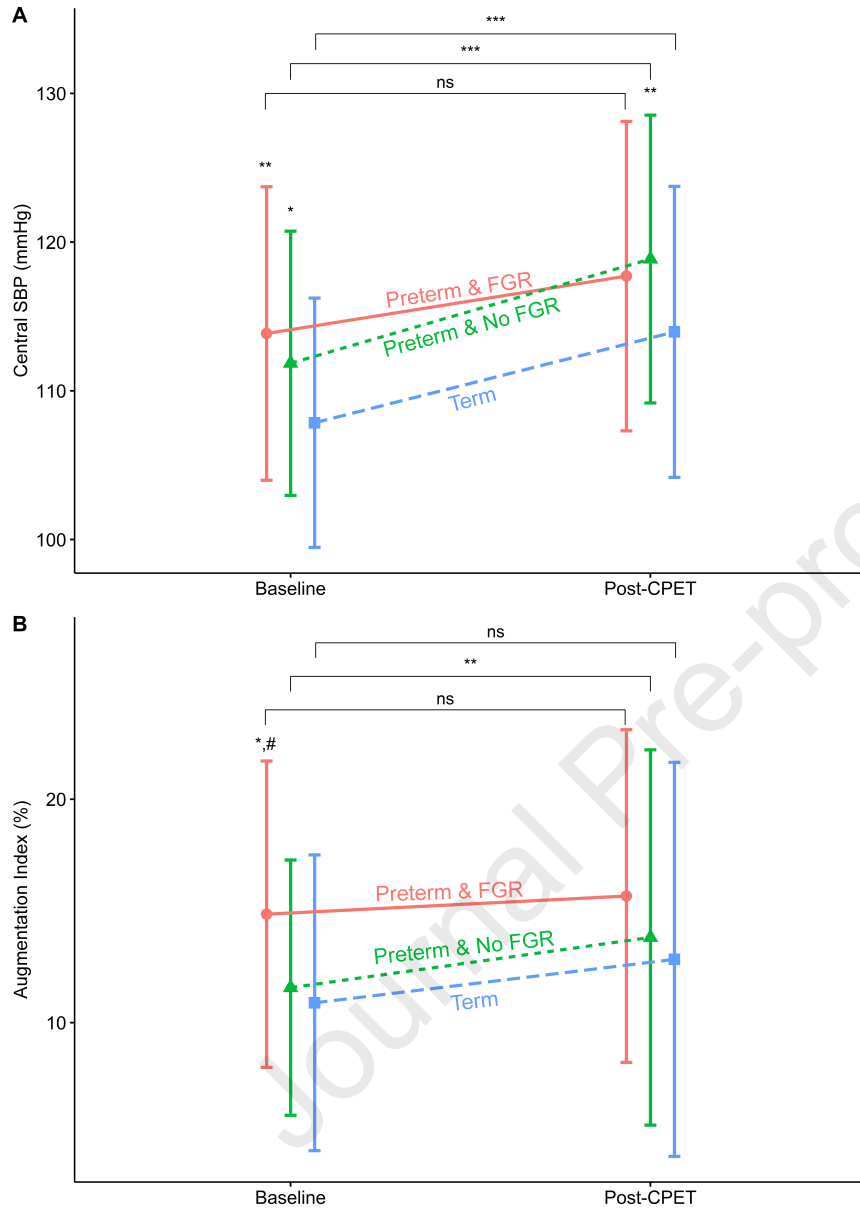 A
***
***
ns
130
**
**
*
120
Central SBP (mmHg)
Preterm & FGR
Preterm & No FGR
Term
110
100
Baseline Post-CPET
B
ns
**
ns
*,#
20
Augmentation Index (%)
Preterm & FGR
Preterm & No FGR
Term
10
Baseline Post-CPET
Journal Pre-pro